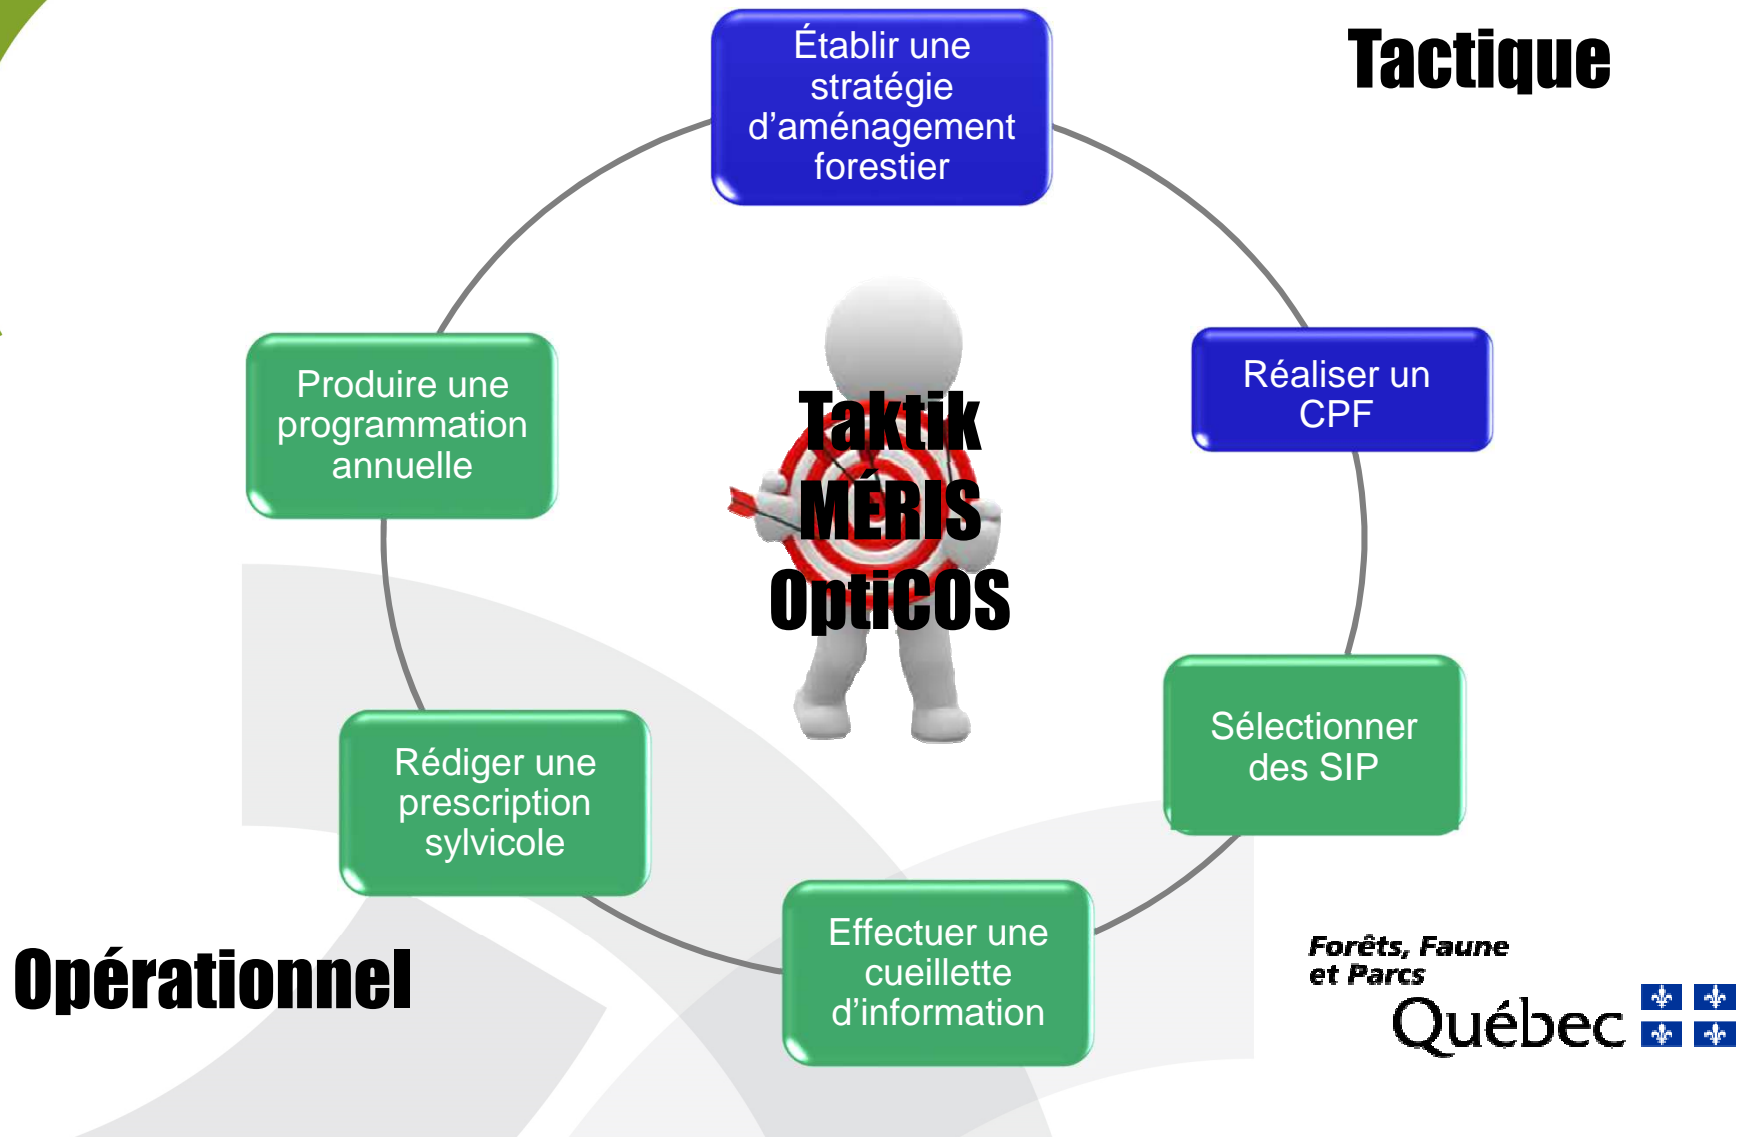 Tactique
Établir une
stratégie
d’aménagement
forestier
Réaliser un
CPF
Sélectionner
des SIP
Effectuer une
cueillette
d’information
Rédiger une
prescription
sylvicole
Produire une
programmation
annuelle
Taktik
MÉRIS
OptiCOS
Opérationnel
Forêts, Faune
et Parcs
Québec